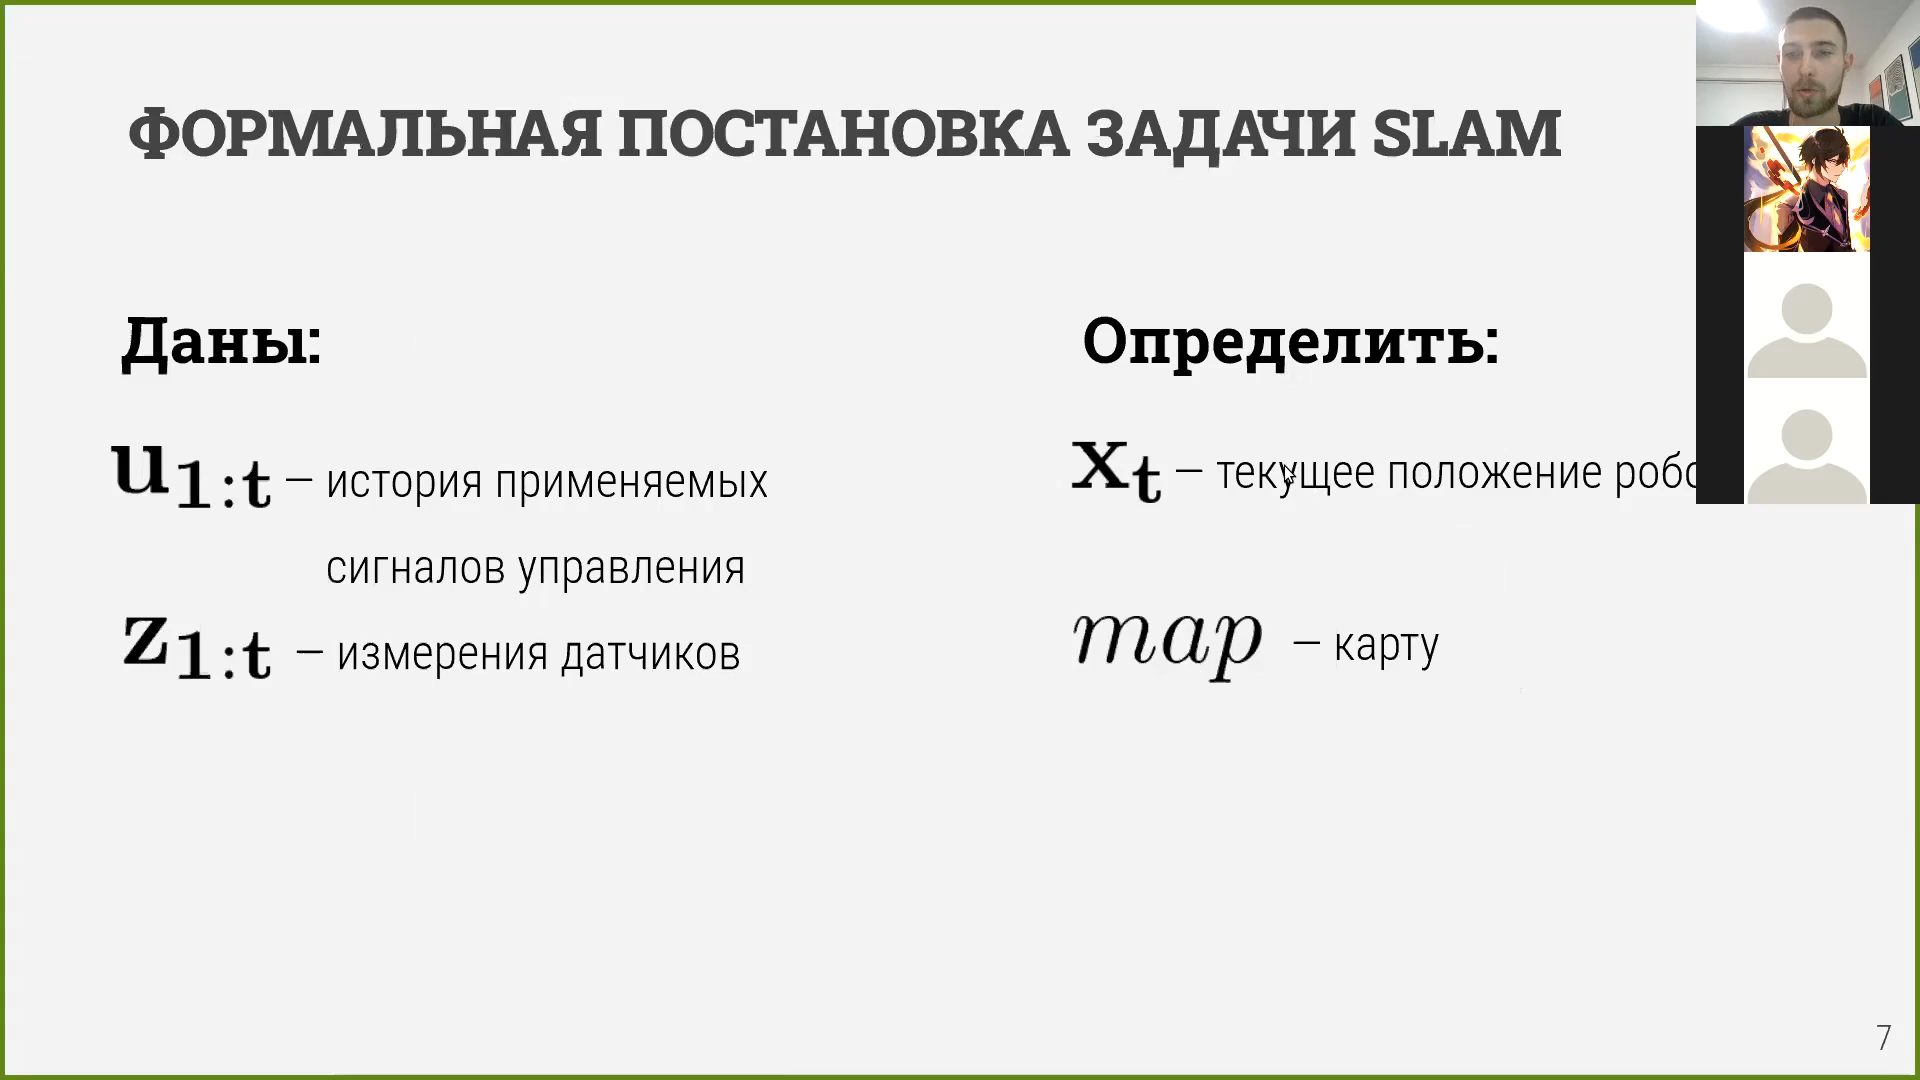 ФОРМАЛЬНАЯ ПОСТАНОВКА ЗАДАЧИ SLAM
Даны:
u1:t — история применяемых
сигналов управления
z1:t — измерения датчиков
Определить:
xt — текущее положение
map — карту
7